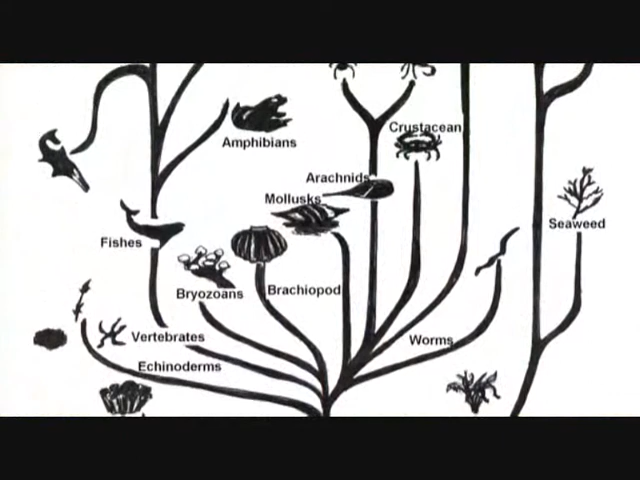 Crustacean
Amphibians
Arachnids
Mollusks
Seaweed
Fishes
Brachiopod
Bryozoans
Vertebrates
Worms
Echinoderms